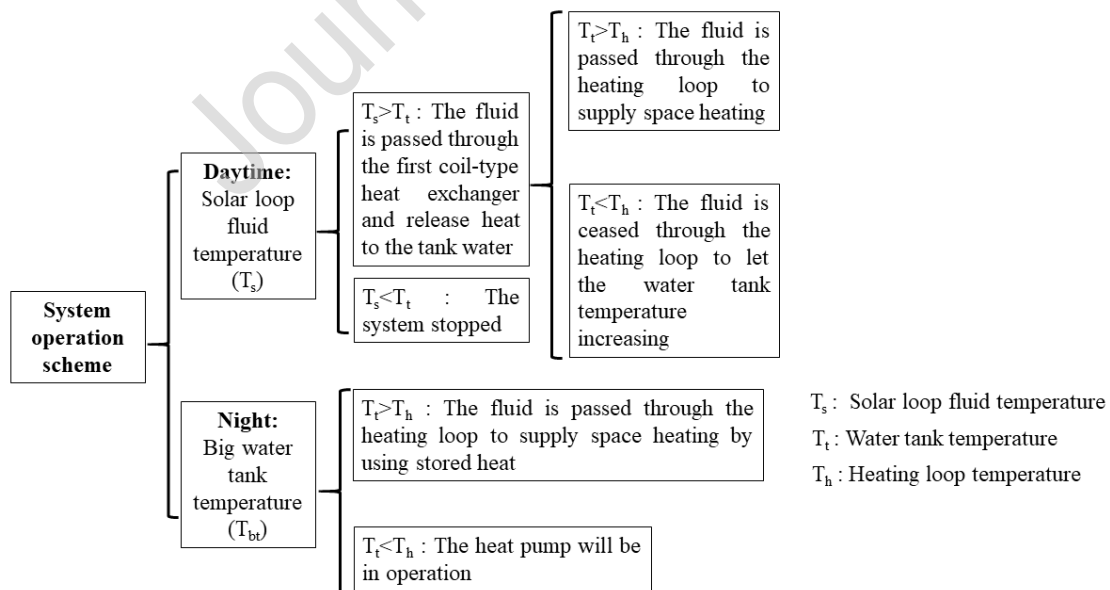 System
operation
scheme
Daytime:
Solar loop
fluid
temperature
(Tₛ)
Tₛ>Tₜ : The fluid
is passed through
the first coil-type
heat exchanger
and release heat
to the tank water
Tₜ>Tₕ : The fluid is
passed through the
heating loop to
supply space heating
Tₜ<Tₕ : The fluid is
ceased through the
heating loop to let
the water tank
temperature
increasing
Tₛ<Tₜ : The
system stopped
Night:
Big water
tank
temperature
(T_bt)
Tₜ>Tₕ : The fluid is passed through the
heating loop to supply space heating by
using stored heat
Tₜ<Tₕ : The heat pump will be
in operation
Tₛ : Solar loop fluid temperature
Tₜ : Water tank temperature
Tₕ : Heating loop temperature